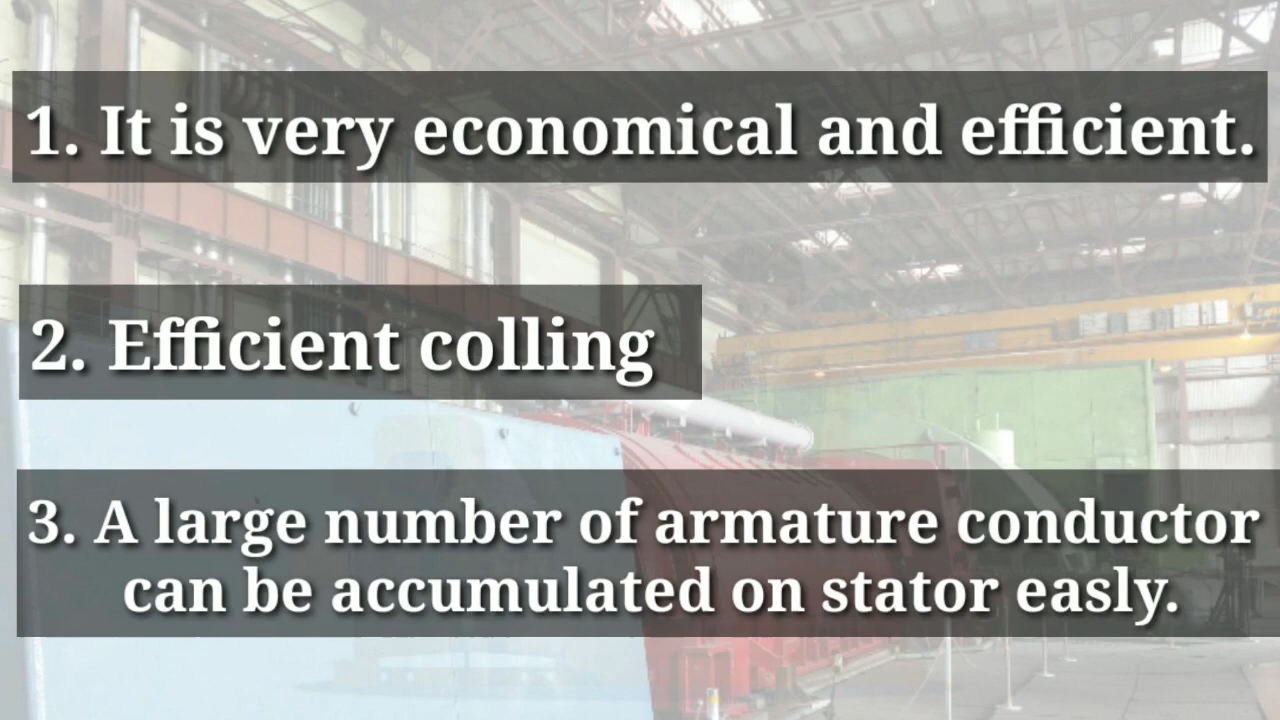 1. It is very economical and efficient.
2. Efficient colling
3. A large number of armature conductor
can be accumulated on stator easly.